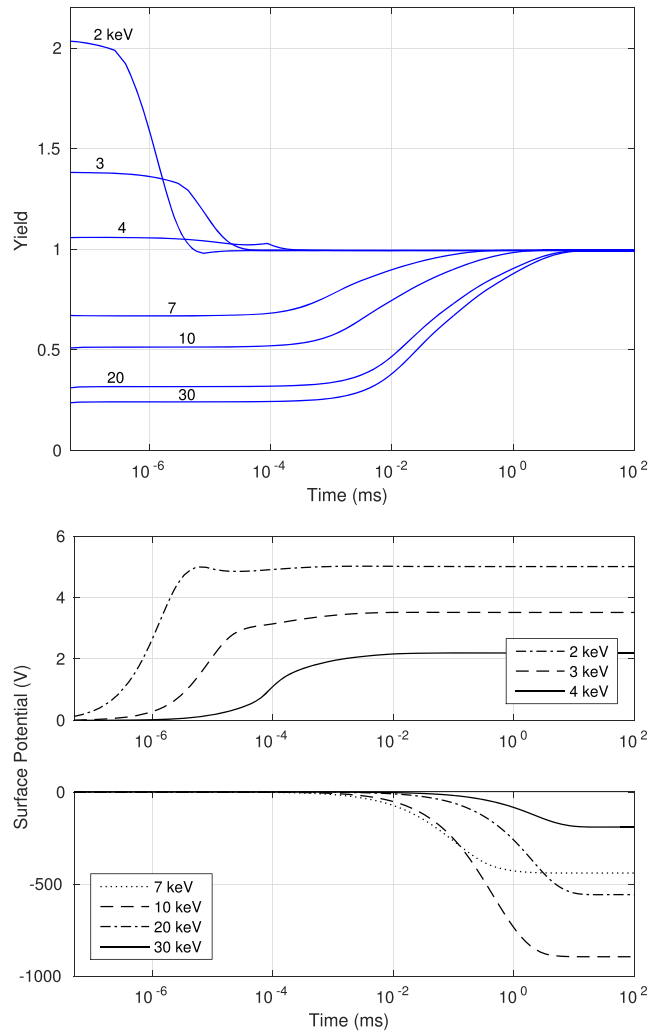 2
2 keV
1.5
3
4
1
7
0.5
10
20
30
0
Yield
10^-6 10^-4 10^-2 10^0 10^2
Time (ms)
6
4
2
0
2 keV
3 keV
4 keV
10^-6 10^-4 10^-2 10^0 10^2
Surface Potential (V)
0
-500
-1000
7 keV
10 keV
20 keV
30 keV
10^-6 10^-4 10^-2 10^0 10^2
Time (ms)